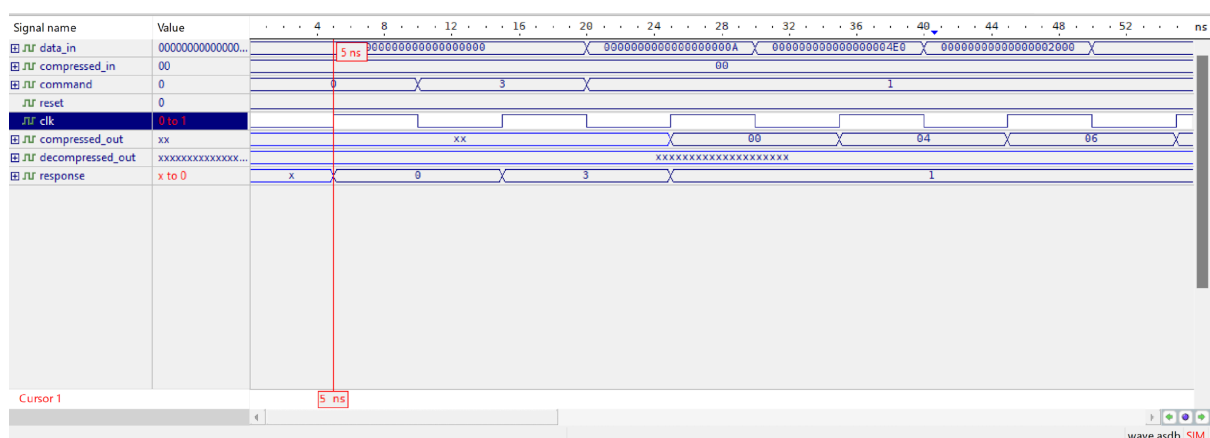 Signal name Value 4 8 12 16 20 24 28 32 36 40 44 48 52 ns
data_in 00000000000000... 5 ns 0000000000000000000A 000000000000000004E0 00000000000000002000
compressed_in 00 00
command 0 0 3 1
reset 0
clk 0 to 1
compressed_out xx xx 00 04 06
decompressed_out xxxxxxxxxxxxxx... xxxxxxxxxxxxxxxxxxxx
response x to 0 x 0 3 1
Cursor 1 5 ns
wave.asdb SIM